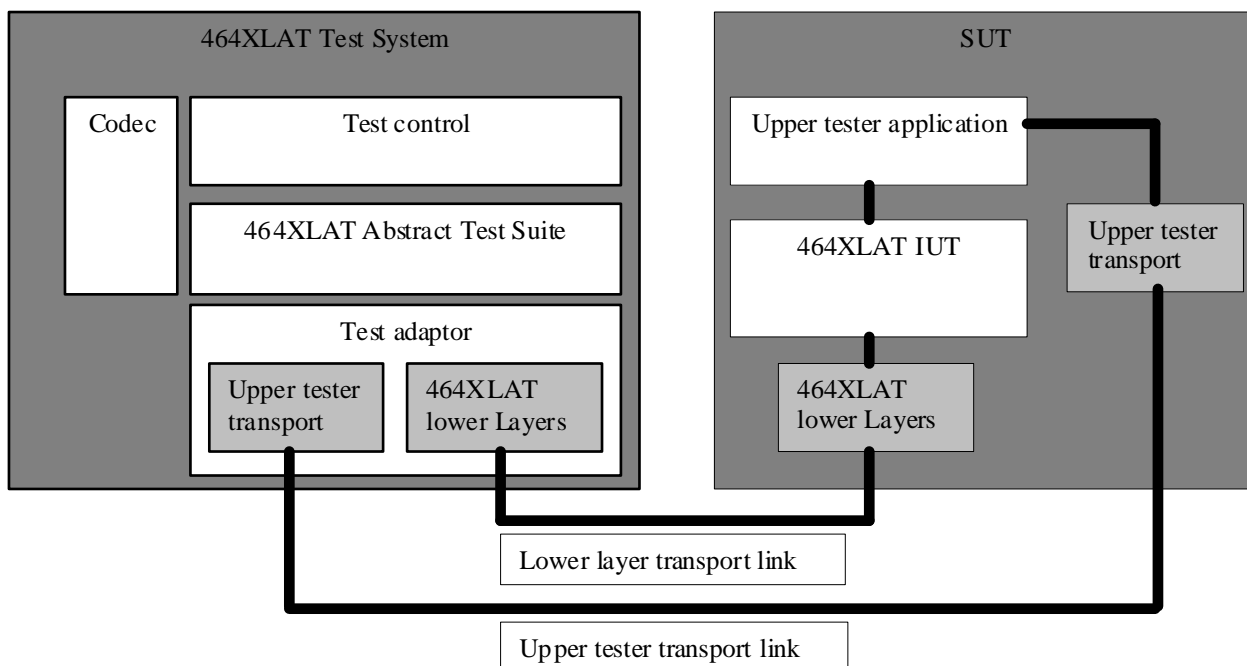 464XLAT Test System
Codec
Test control
464XLAT Abstract Test Suite
Test adaptor
Upper tester
transport
464XLAT
lower Layers
SUT
Upper tester application
464XLAT IUT
Upper tester
transport
464XLAT
lower Layers
Lower layer transport link
Upper tester transport link